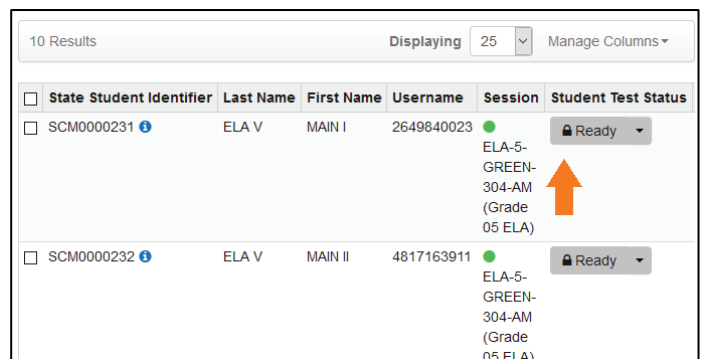 10 Results Displaying 25 Manage Columns
State Student Identifier Last Name First Name Username Session Student Test Status
SCM0000231 ELA V MAIN I 2649840023 Ready
ELA-5-
GREEN-
304-AM
(Grade
05 ELA)
SCM0000232 ELA V MAIN II 4817163911 Ready
ELA-5-
GREEN-
304-AM
(Grade
05 ELA)